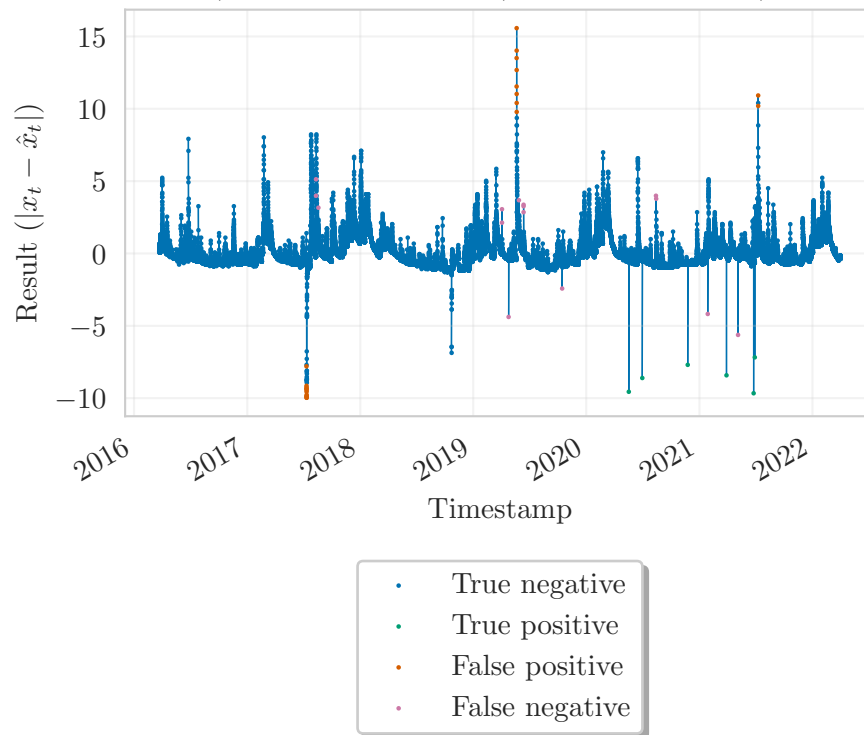 15
10
5
0
−5
−10
Result (|x_t − x̂_t|)
2016
2017
2018
2019
2020
2021
2022
Timestamp
True negative
True positive
False positive
False negative